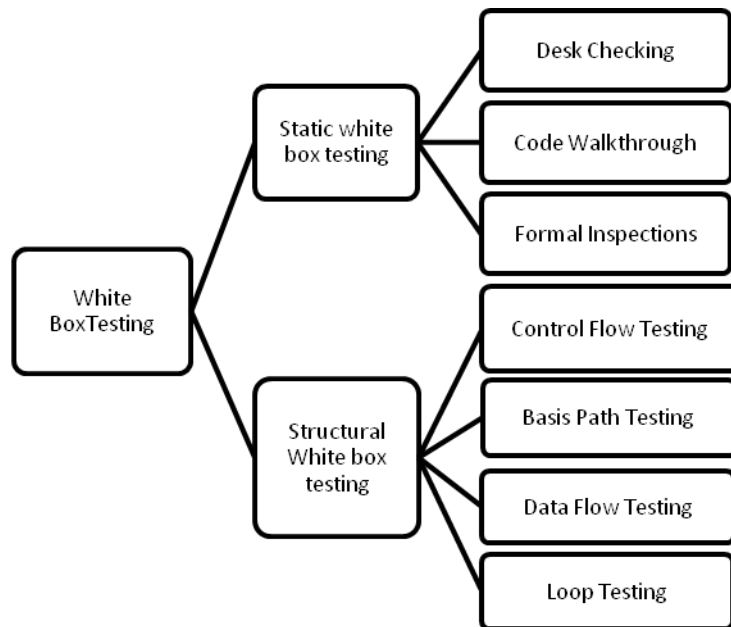 Desk Checking
Static white
box testing
Code Walkthrough
Formal Inspections
White
BoxTesting
Control Flow Testing
Structural
White box
testing
Basis Path Testing
Data Flow Testing
Loop Testing